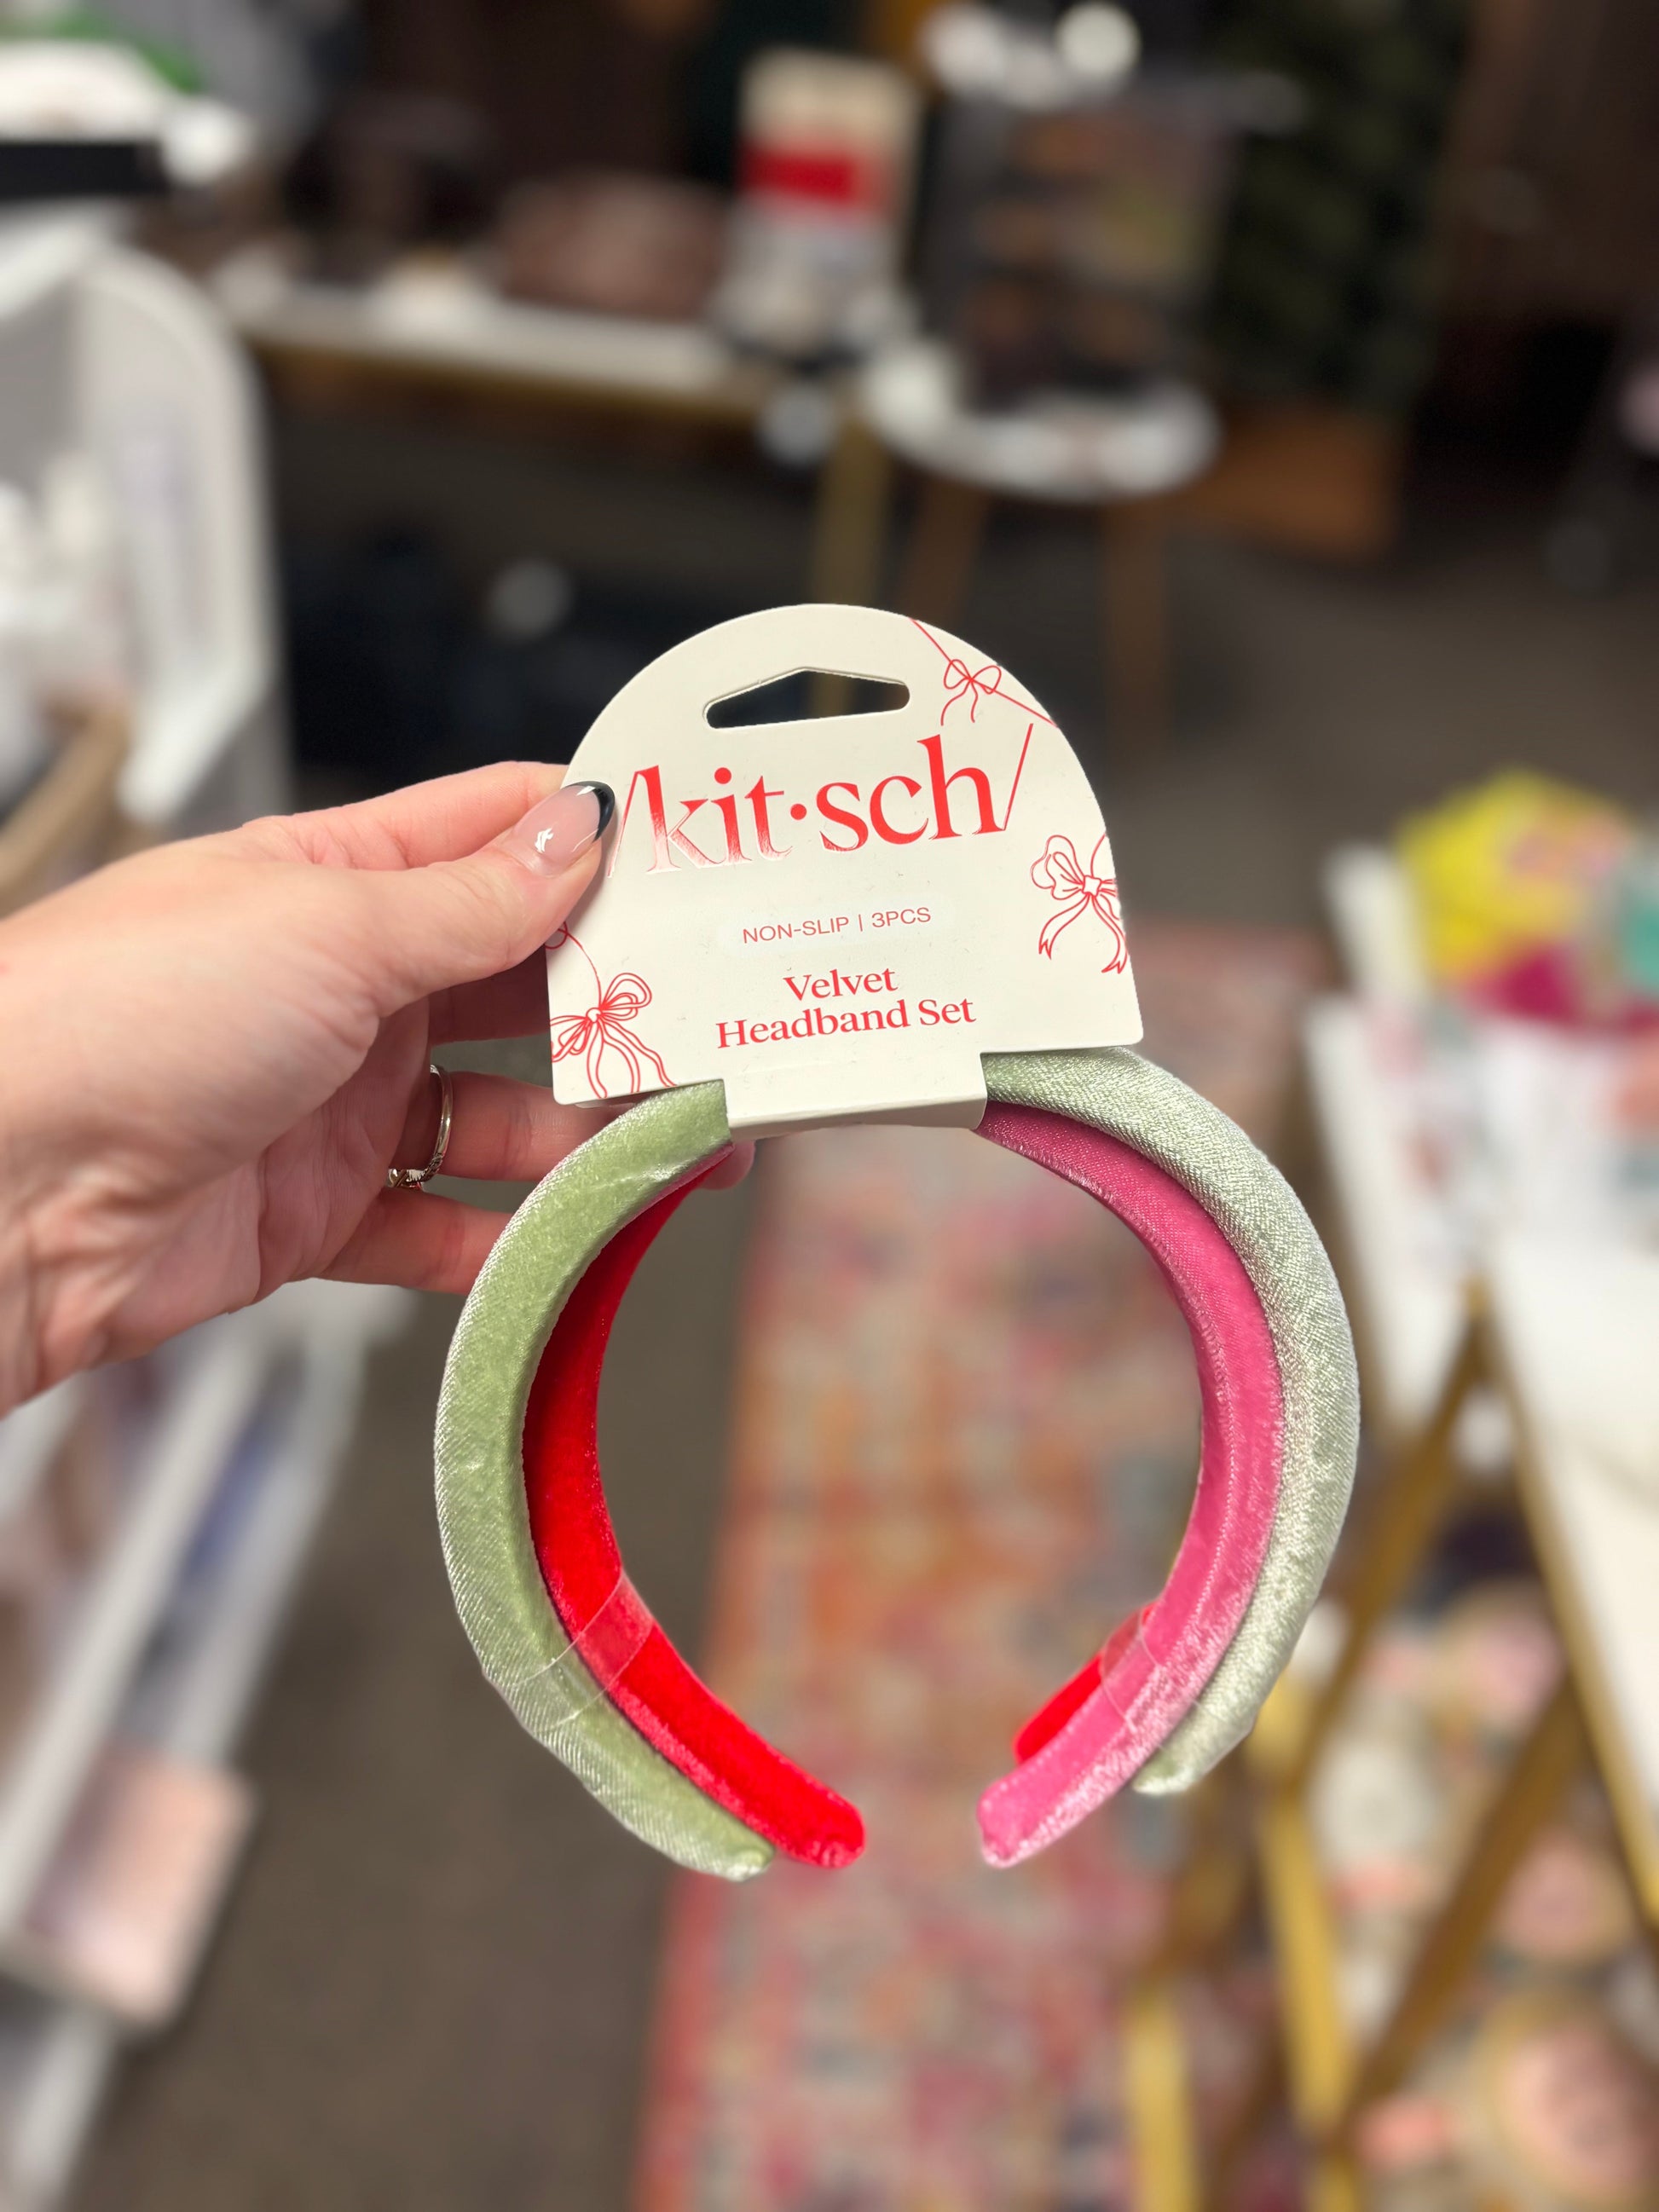 /kit•sch/
NON-SLIP | 3PCS
Velvet
Headband Set